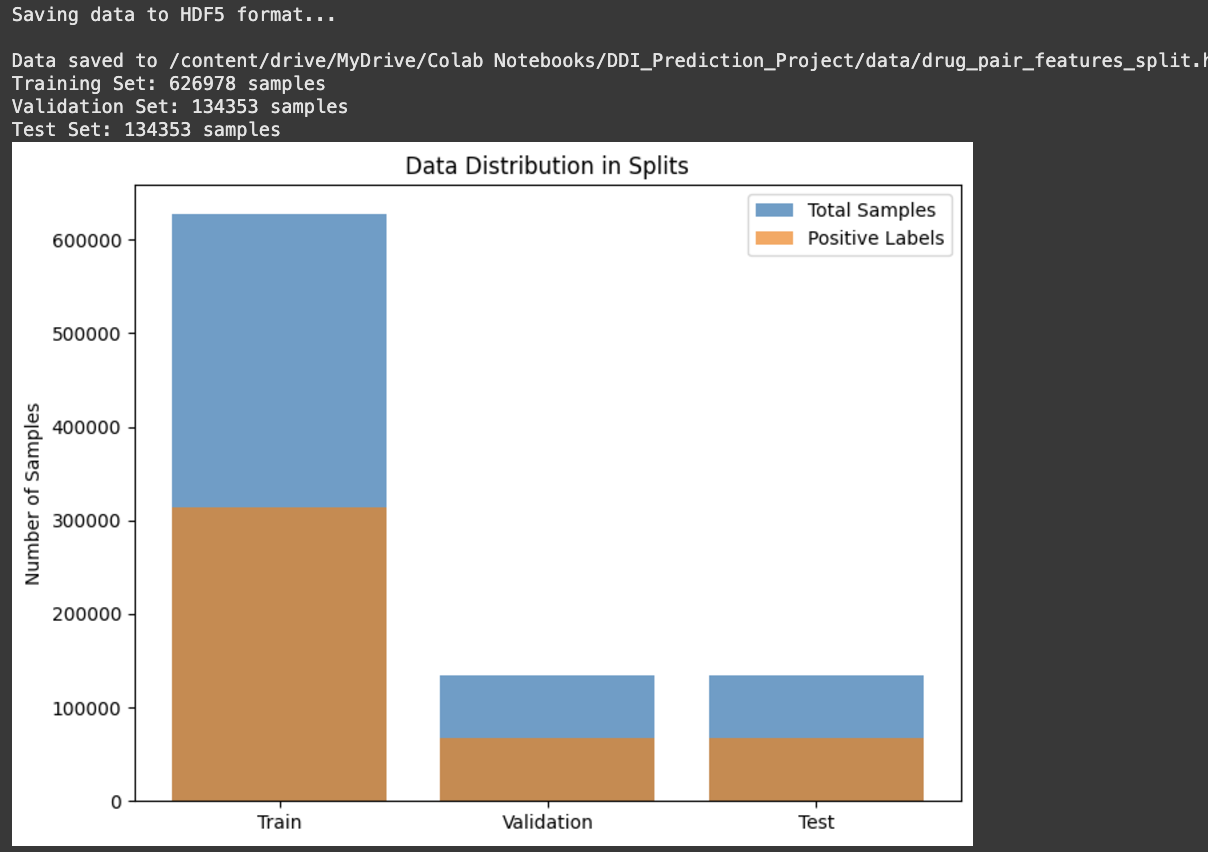 Saving data to HDF5 format...
Data saved to /content/drive/MyDrive/Colab Notebooks/DDI_Prediction_Project/data/drug_pair_features_split.h
Training Set: 626978 samples
Validation Set: 134353 samples
Test Set: 134353 samples
Data Distribution in Splits
Total Samples
Positive Labels
Number of Samples
600000
500000
400000
300000
200000
100000
0
Train Validation Test